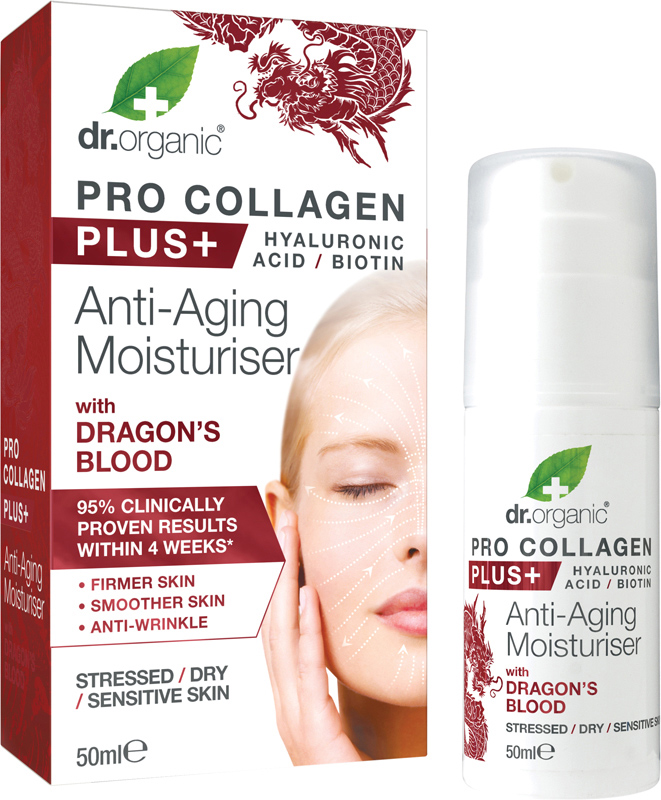 dr.organic®
PRO COLLAGEN
PLUS+
HYALURONIC
ACID / BIOTIN
Anti-Aging
Moisturiser
with
DRAGON'S
BLOOD
95% CLINICALLY
PROVEN RESULTS
WITHIN 4 WEEKS*
• FIRMER SKIN
• SMOOTHER SKIN
• ANTI-WRINKLE
STRESSED / DRY
/ SENSITIVE SKIN
50ml℮
PRO
COLLAGEN
PLUS+
Anti-Aging
Moisturiser
dr.organic®
PRO COLLAGEN
PLUS+
HYALURONIC
ACID / BIOTIN
Anti-Aging
Moisturiser
with
DRAGON'S
BLOOD
STRESSED / DRY / SENSITIVE
50ml℮